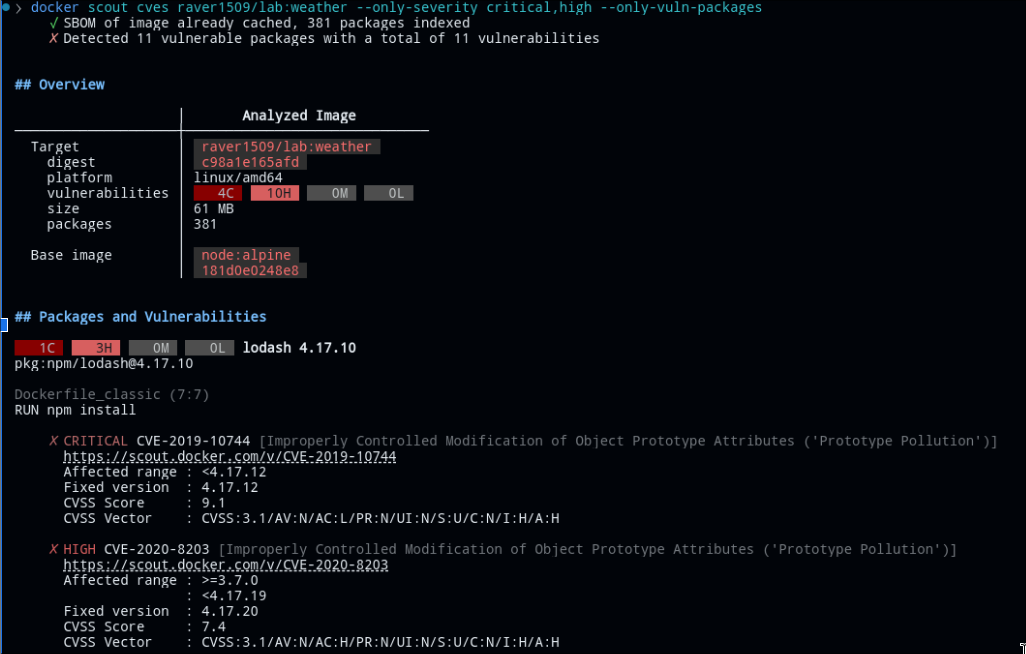 ❯ docker scout cves raver1509/lab:weather --only-severity critical,high --only-vuln-packages
✓ SBOM of image already cached, 381 packages indexed
✗ Detected 11 vulnerable packages with a total of 11 vulnerabilities
## Overview
Analyzed Image
Target raver1509/lab:weather
digest c98a1e165afd
platform linux/amd64
vulnerabilities 4C 10H 0M 0L
size 61 MB
packages 381
Base image node:alpine
181d0e0248e8
## Packages and Vulnerabilities
1C 3H 0M 0L lodash 4.17.10
pkg:npm/lodash@4.17.10
Dockerfile_classic (7:7)
RUN npm install
✗ CRITICAL CVE-2019-10744 [Improperly Controlled Modification of Object Prototype Attributes ('Prototype Pollution')]
https://scout.docker.com/v/CVE-2019-10744
Affected range : <4.17.12
Fixed version : 4.17.12
CVSS Score : 9.1
CVSS Vector : CVSS:3.1/AV:N/AC:L/PR:N/UI:N/S:U/C:N/I:H/A:H
✗ HIGH CVE-2020-8203 [Improperly Controlled Modification of Object Prototype Attributes ('Prototype Pollution')]
https://scout.docker.com/v/CVE-2020-8203
Affected range : >=3.7.0
: <4.17.19
Fixed version : 4.17.20
CVSS Score : 7.4
CVSS Vector : CVSS:3.1/AV:N/AC:H/PR:N/UI:N/S:U/C:N/I:H/A:H